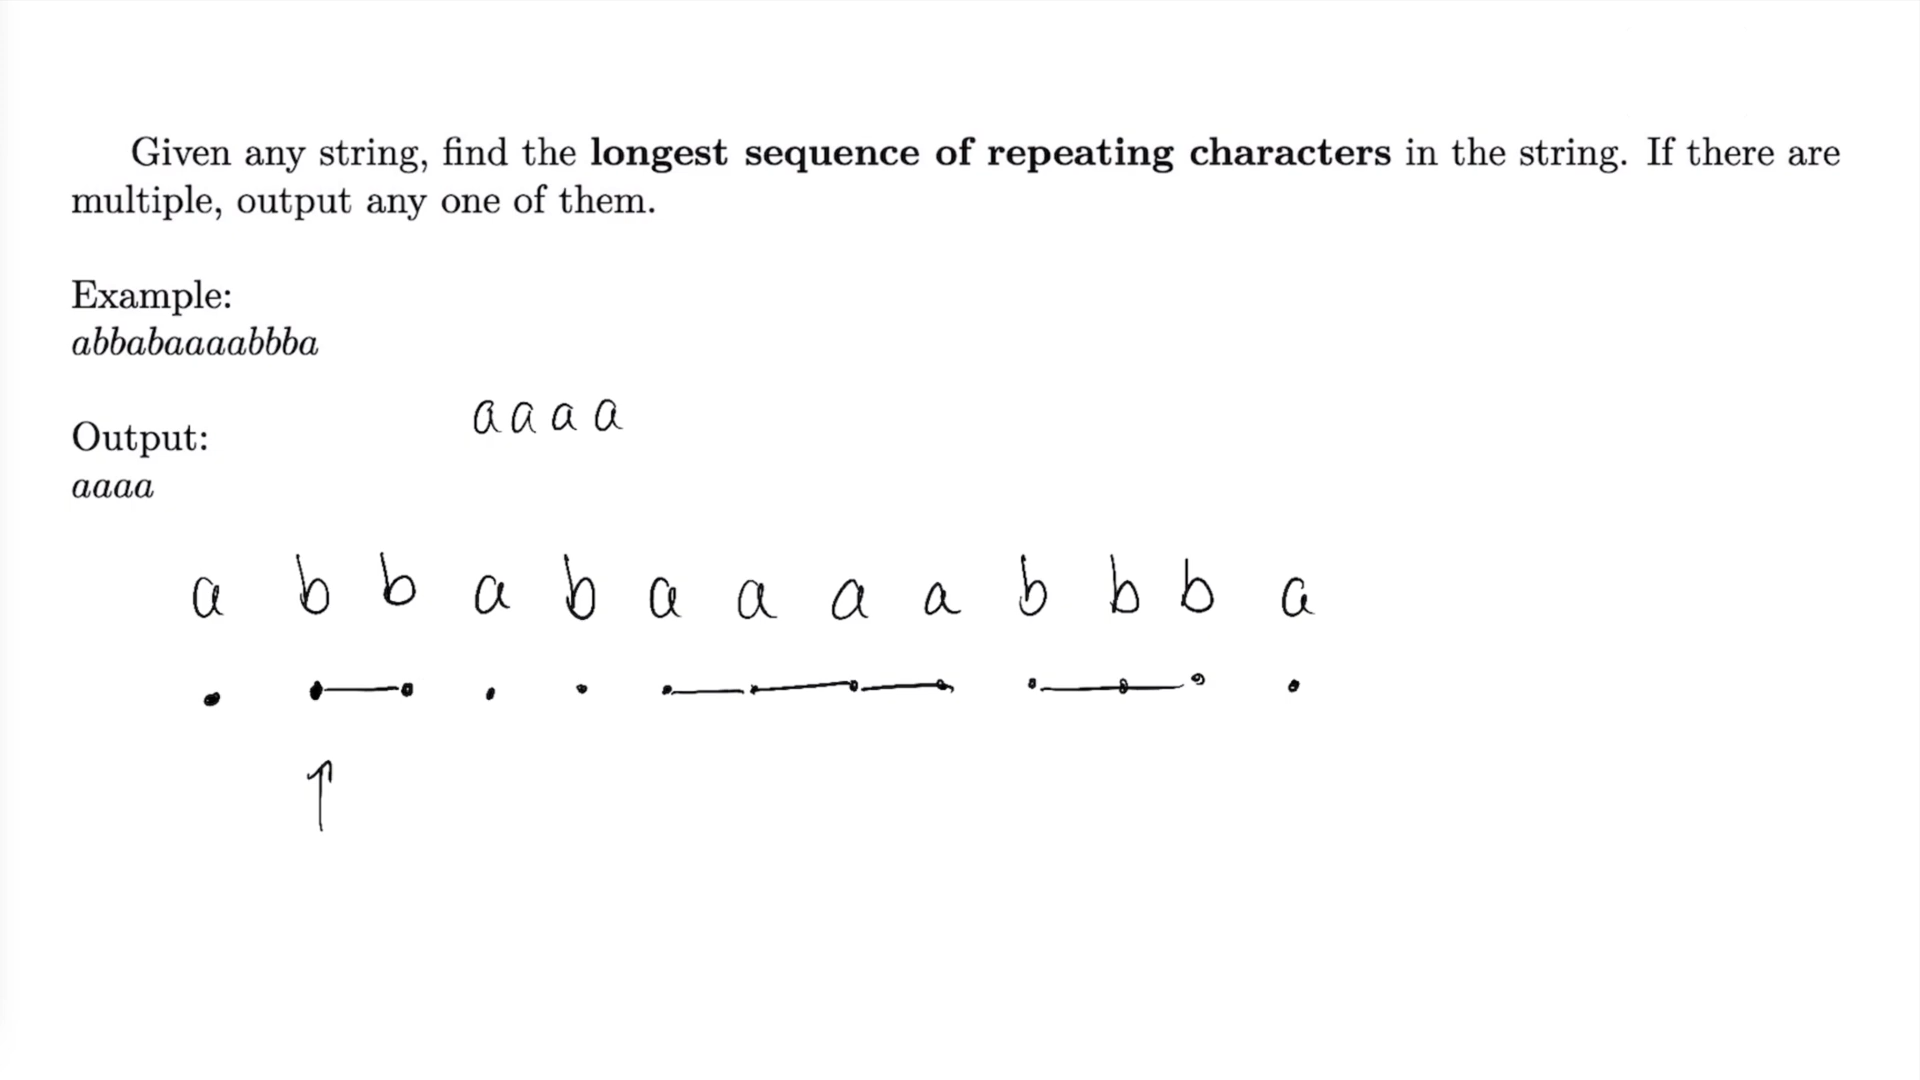 Given any string, find the longest sequence of repeating characters in the string. If there are
multiple, output any one of them.
Example:
abbabaaaabbba
Output:
aaaa
a a a a
a b b a b a a a a b b b a